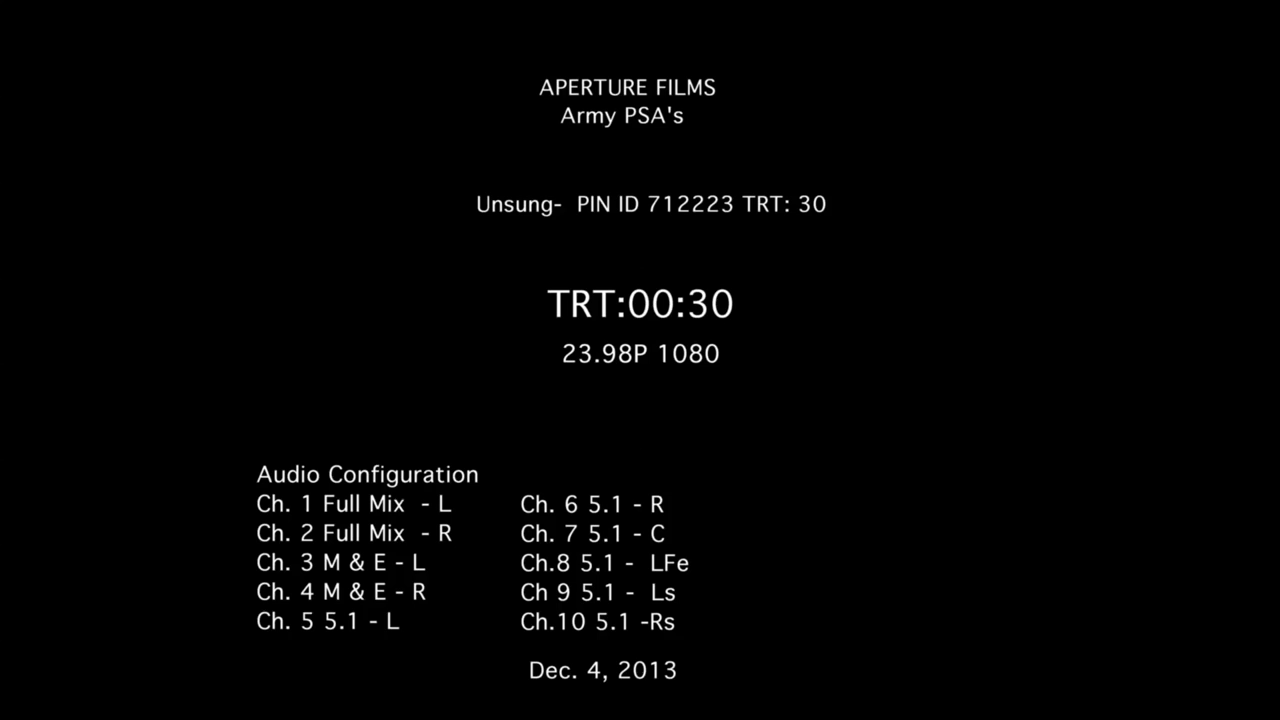 APERTURE FILMS
Army PSA's
Unsung-  PIN ID 712223 TRT: 30
TRT:00:30
23.98P 1080
Audio Configuration
Ch. 1 Full Mix  - L
Ch. 2 Full Mix  - R
Ch. 3 M & E - L
Ch. 4 M & E - R
Ch. 5 5.1 - L
Ch. 6 5.1 - R
Ch. 7 5.1 - C
Ch.8 5.1 -  LFe
Ch 9 5.1 -  Ls
Ch.10 5.1 -Rs
Dec. 4, 2013